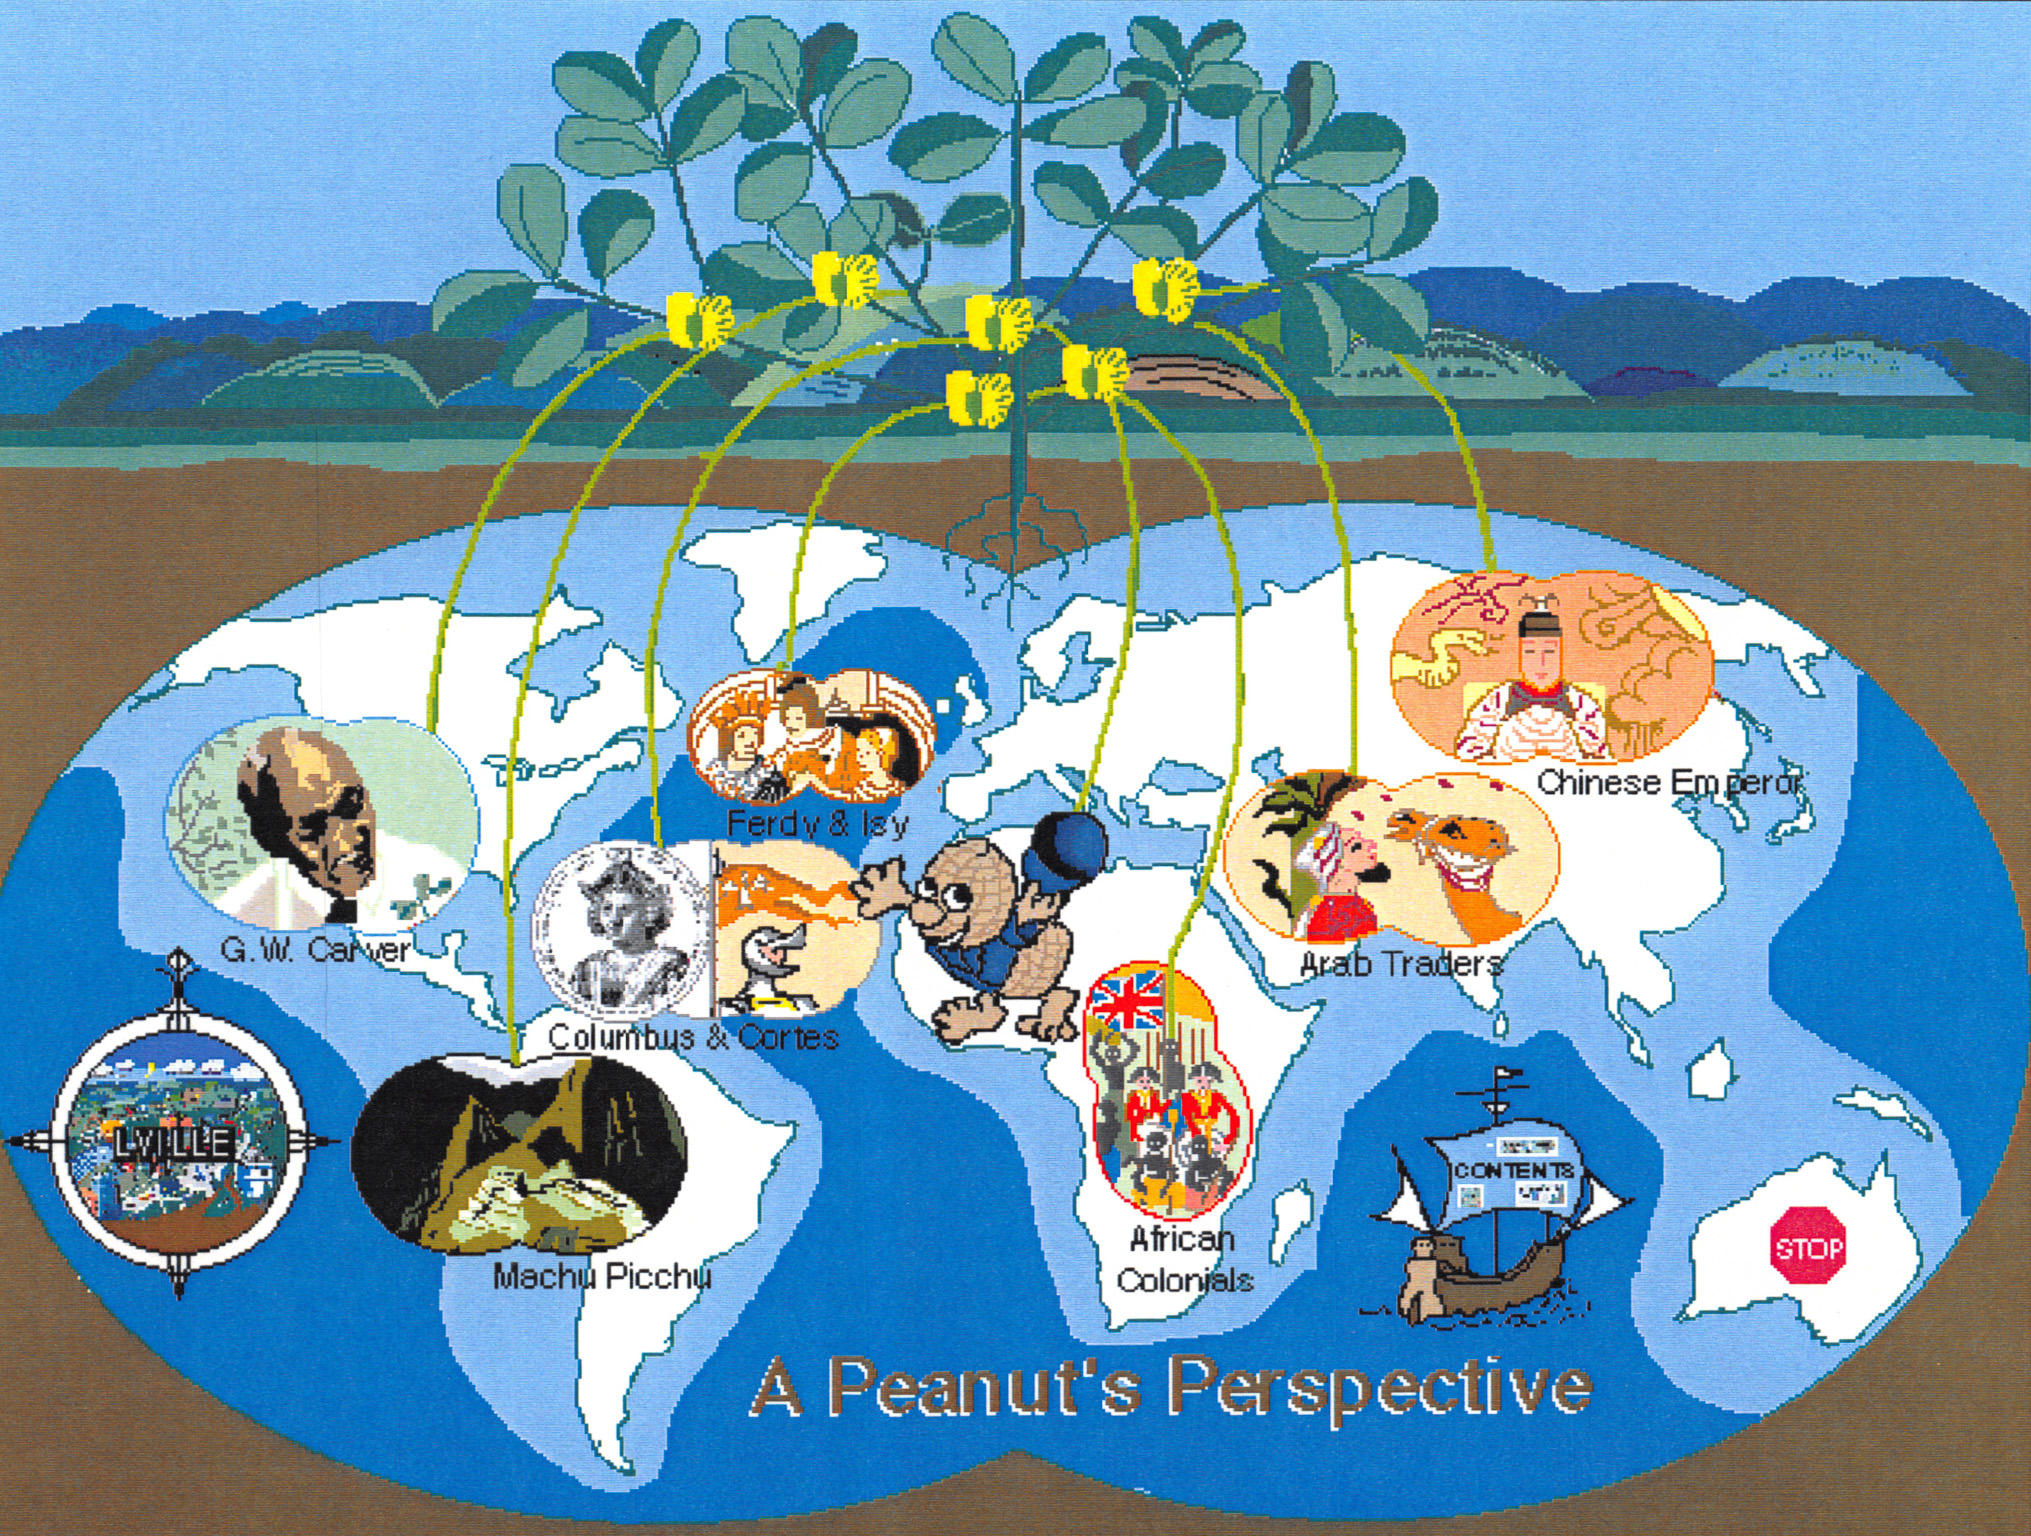 Chinese Emperor
Ferdy & Isy
G.W. Carver
Arab Traders
Columbus & Cortes
LVILLE
CONTENTS
African
Colonials
STOP
Machu Picchu
A Peanut's Perspective